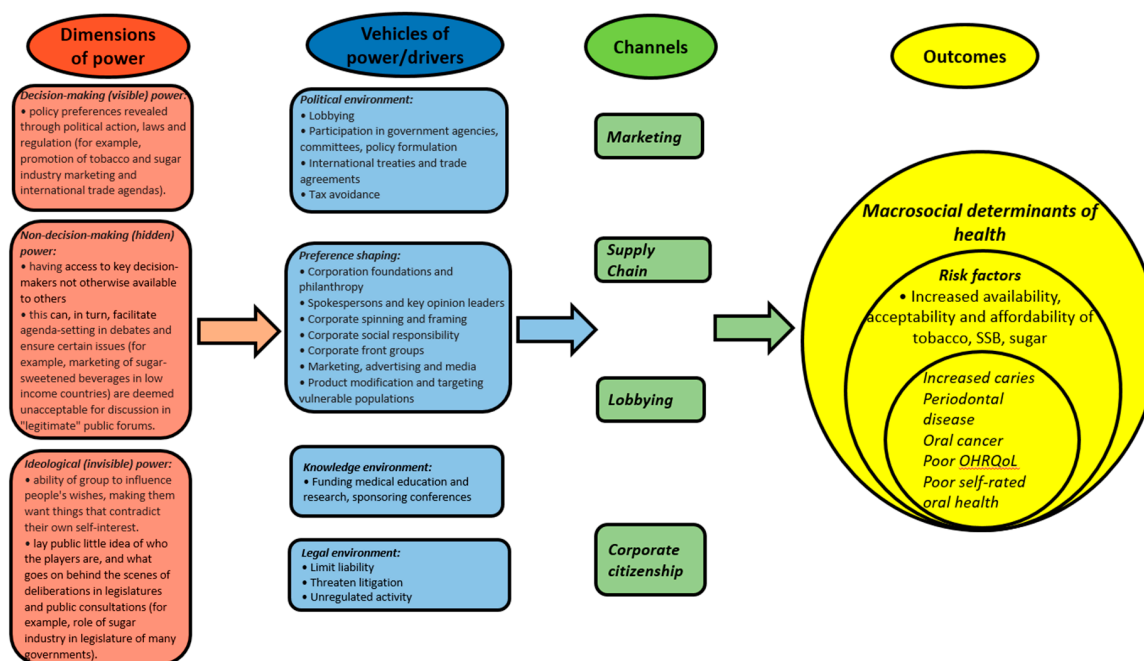 Dimensions
of power
Decision-making (visible) power:
• policy preferences revealed
through political action, laws and
regulation (for example,
promotion of tobacco and sugar
industry marketing and
international trade agendas).
Non-decision-making (hidden)
power:
• having access to key decision-
makers not otherwise available
to others
• this can, in turn, facilitate
agenda-setting in debates and
ensure certain issues (for
example, marketing of sugar-
sweetened beverages in low
income countries) are deemed
unacceptable for discussion in
"legitimate" public forums.
Ideological (invisible) power:
• ability of group to influence
people's wishes, making them
want things that contradict
their own self-interest.
• lay public little idea of who
the players are, and what
goes on behind the scenes of
deliberations in legislatures
and public consultations (for
example, role of sugar
industry in legislature of many
governments).
Vehicles of
power/drivers
Political environment:
• Lobbying
• Participation in government agencies,
committees, policy formulation
• International treaties and trade
agreements
• Tax avoidance
Preference shaping:
• Corporation foundations and
philanthropy
• Spokespersons and key opinion leaders
• Corporate spinning and framing
• Corporate social responsibility
• Corporate front groups
• Marketing, advertising and media
• Product modification and targeting
vulnerable populations
Knowledge environment:
• Funding medical education and
research, sponsoring conferences
Legal environment:
• Limit liability
• Threaten litigation
• Unregulated activity
Channels
Marketing
Supply
Chain
Lobbying
Corporate
citizenship
Outcomes
Macrosocial determinants of
health
Risk factors
• Increased availability,
acceptability and affordability of
tobacco, SSB, sugar
Increased caries
Periodontal
disease
Oral cancer
Poor OHRQoL
Poor self-rated
oral health